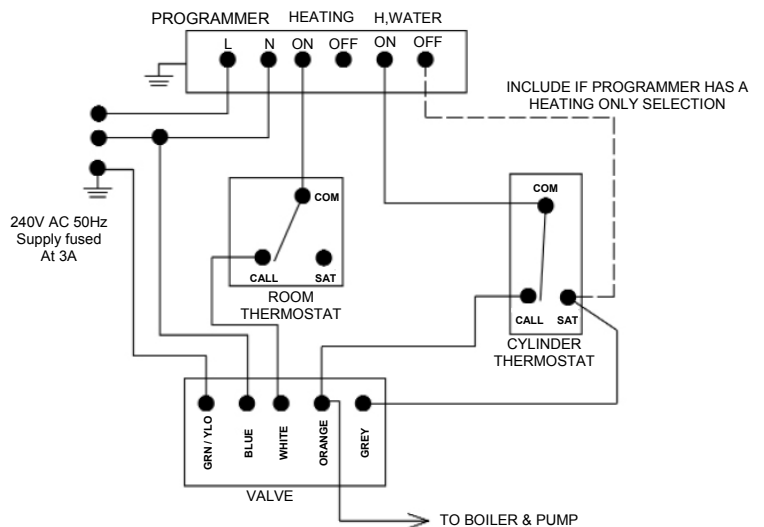 PROGRAMMER HEATING H,WATER
L N ON OFF ON OFF
INCLUDE IF PROGRAMMER HAS A
HEATING ONLY SELECTION
240V AC 50Hz
Supply fused
At 3A
COM
CALL SAT
ROOM
THERMOSTAT
COM
CALL SAT
CYLINDER
THERMOSTAT
GRN / YLO
BLUE
WHITE
ORANGE
GREY
VALVE
TO BOILER & PUMP